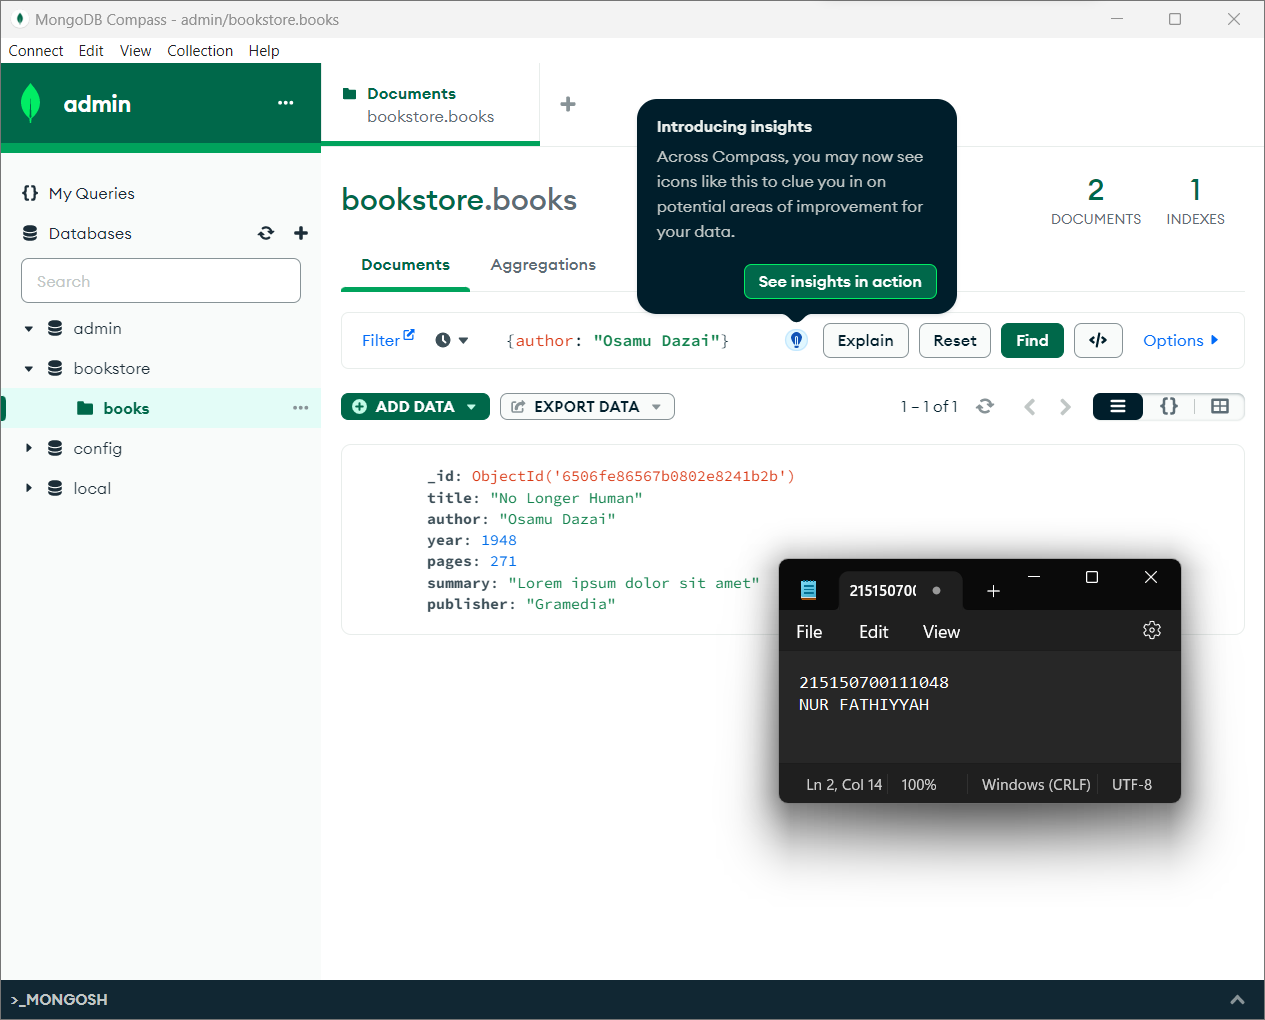 MongoDB Compass - admin/bookstore.books
Connect Edit View Collection Help
admin
My Queries
Databases
Search
admin
bookstore
books
config
local
Documents
bookstore.books
bookstore.books
Introducing insights
Across Compass, you may now see
icons like this to clue you in on
potential areas of improvement for
your data.
See insights in action
2
DOCUMENTS
1
INDEXES
Documents Aggregations
Filter {author: "Osamu Dazai"} Explain Reset Find </> Options
ADD DATA EXPORT DATA 1 – 1 of 1 {}
_id: ObjectId('6506fe86567b0802e8241b2b')
title: "No Longer Human"
author: "Osamu Dazai"
year: 1948
pages: 271
summary: "Lorem ipsum dolor sit amet"
publisher: "Gramedia"
File Edit View
215150700111048
NUR FATHIYYAH
Ln 2, Col 14 100% Windows (CRLF) UTF-8
>_MONGOSH